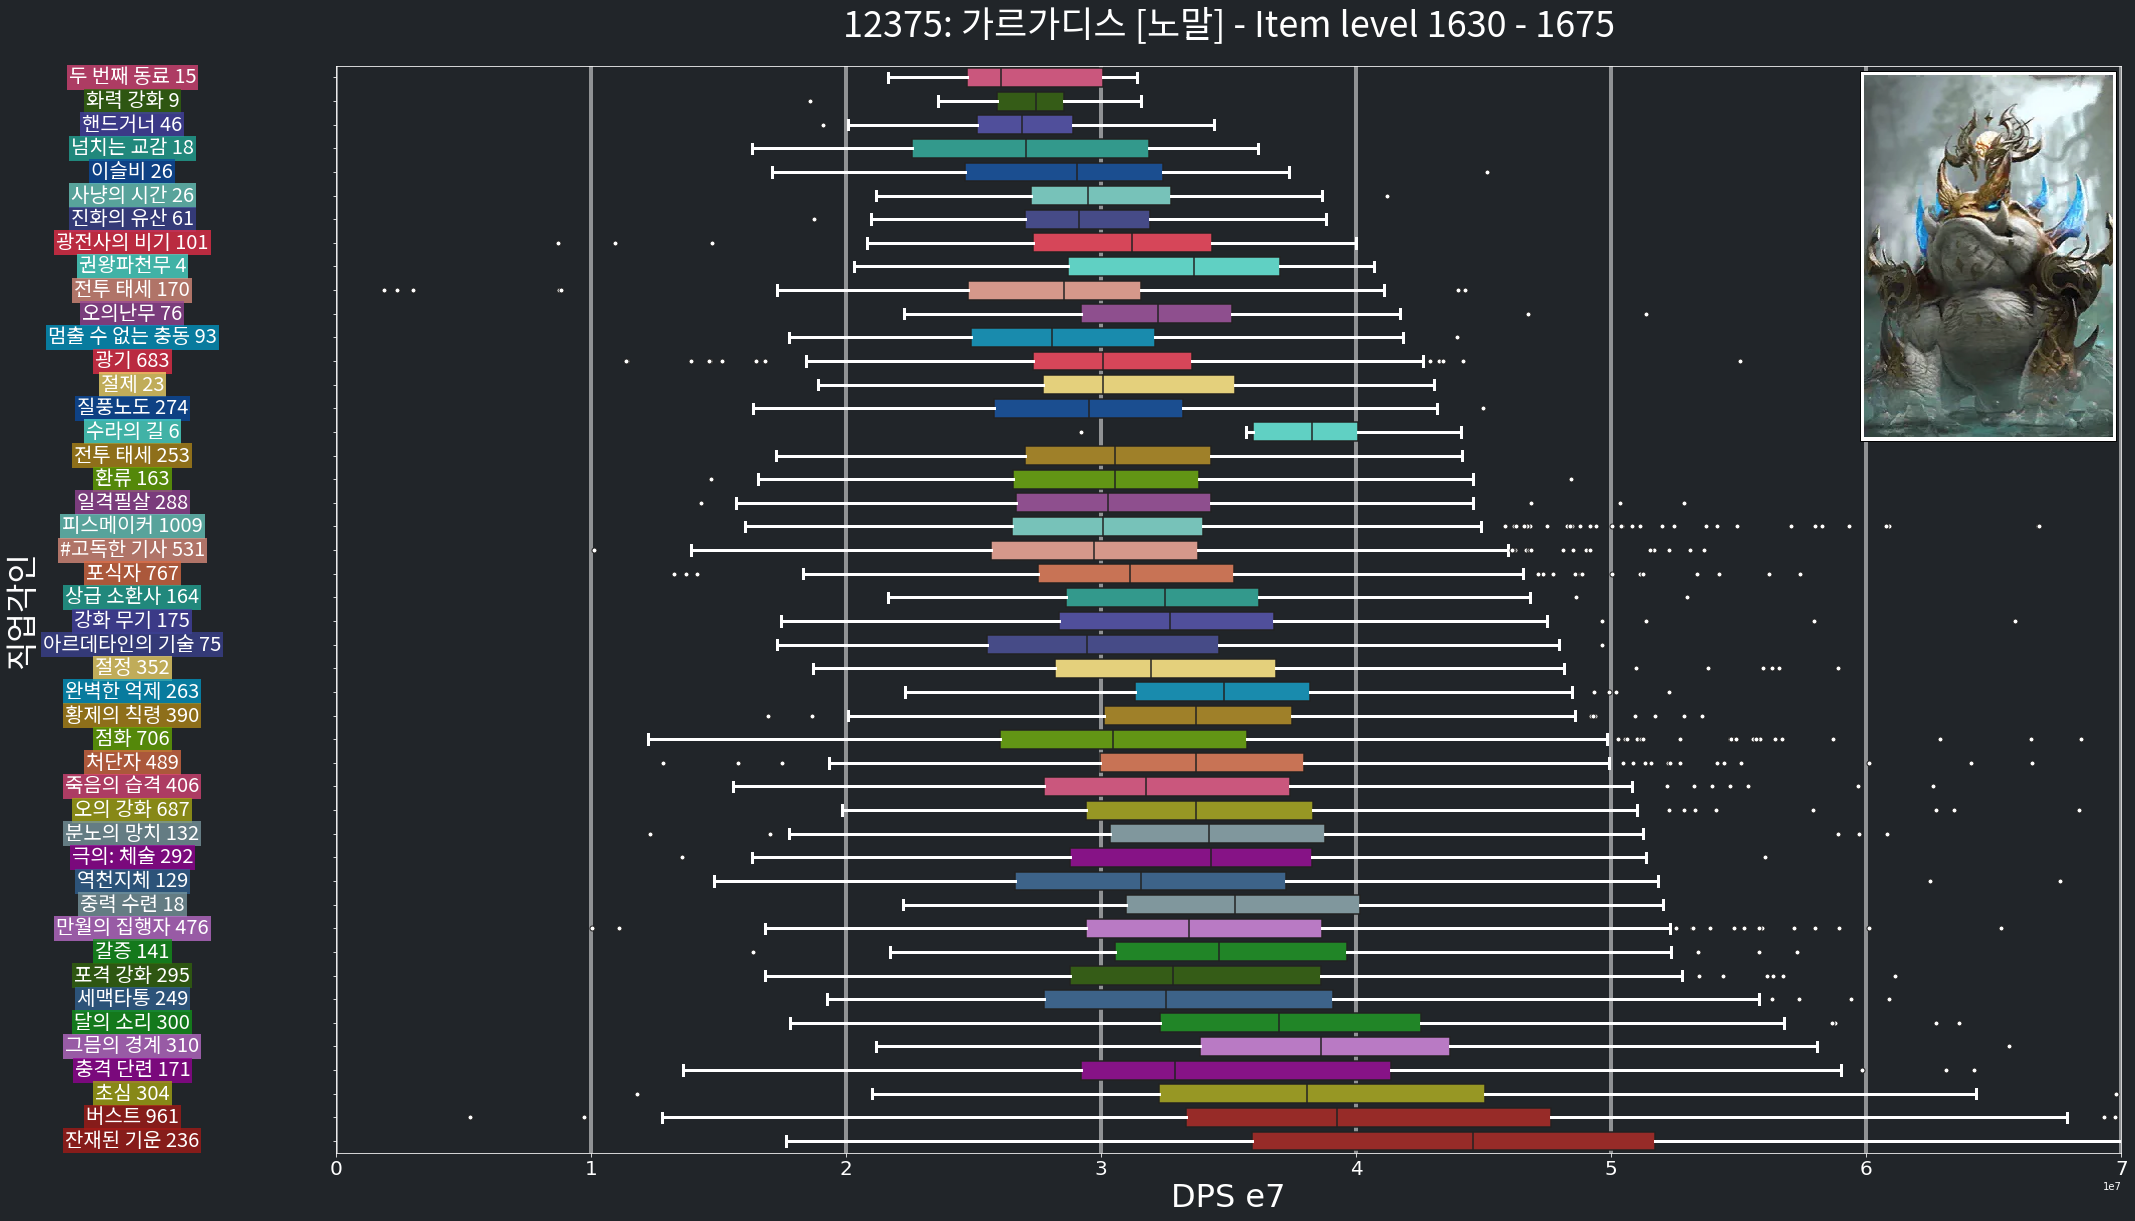 12375: 가르가디스 [노말] - Item level 1630 - 1675
두 번째 동료 15
화력 강화 9
핸드거너 46
넘치는 교감 18
이슬비 26
사냥의 시간 26
진화의 유산 61
광전사의 비기 101
권왕파천무 4
전투 태세 170
오의난무 76
멈출 수 없는 충동 93
광기 683
절제 23
질풍노도 274
수라의 길 6
전투 태세 253
환류 163
일격필살 288
피스메이커 1009
#고독한 기사 531
포식자 767
상급 소환사 164
강화 무기 175
아르데타인의 기술 75
절정 352
완벽한 억제 263
황제의 칙령 390
점화 706
처단자 489
죽음의 습격 406
오의 강화 687
분노의 망치 132
극의: 체술 292
역천지체 129
중력 수련 18
만월의 집행자 476
갈증 141
포격 강화 295
세맥타통 249
달의 소리 300
그믐의 경계 310
충격 단련 171
초심 304
버스트 961
잔재된 기운 236
직업각인
0 1 2 3 4 5 6 7
1e7
DPS e7